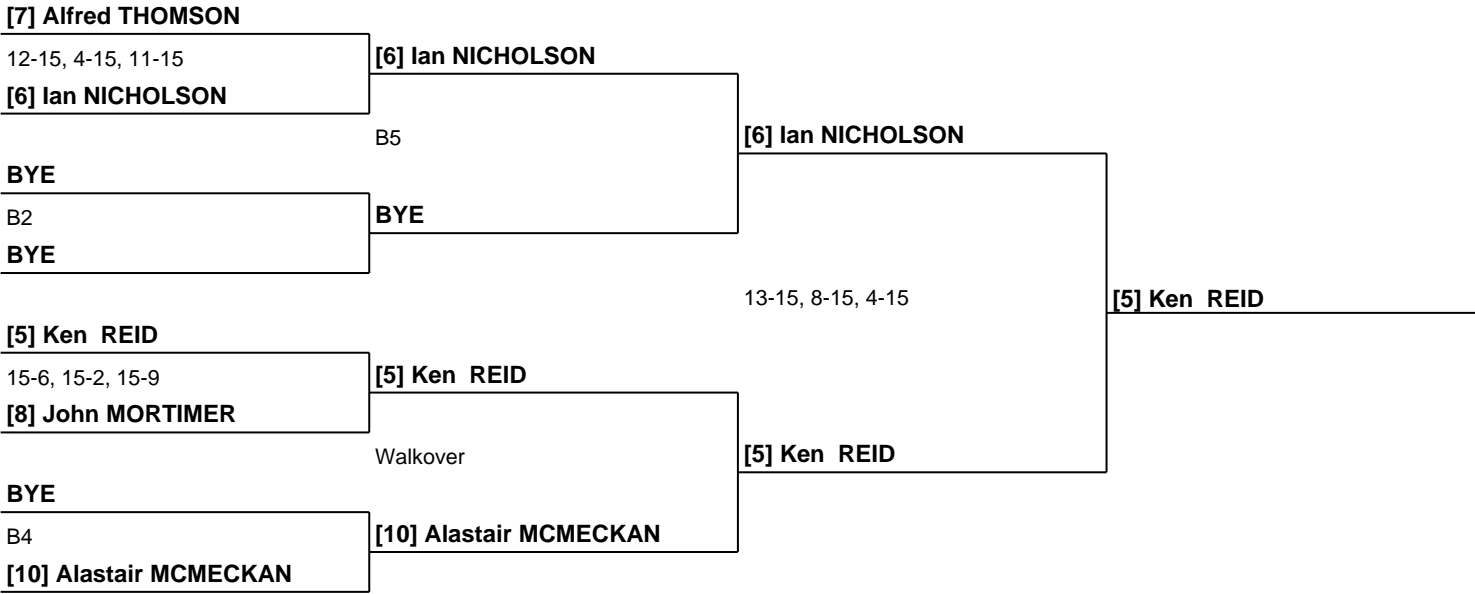 [7] Alfred THOMSON
12-15, 4-15, 11-15
[6] Ian NICHOLSON
[6] Ian NICHOLSON
B5
[6] Ian NICHOLSON
BYE
B2
BYE
BYE
13-15, 8-15, 4-15
[5] Ken REID
[5] Ken REID
15-6, 15-2, 15-9
[5] Ken REID
[8] John MORTIMER
Walkover
[5] Ken REID
BYE
B4
[10] Alastair MCMECKAN
[10] Alastair MCMECKAN